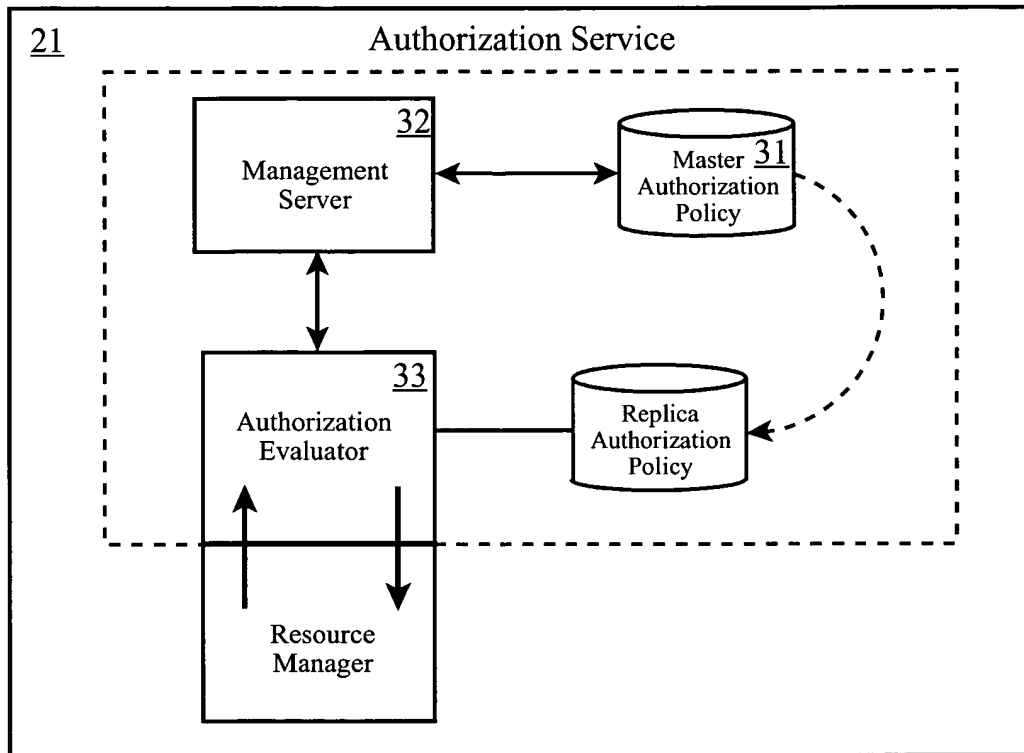 21
Authorization Service
32
Management
Server
31
Master
Authorization
Policy
33
Authorization
Evaluator
Replica
Authorization
Policy
Resource
Manager